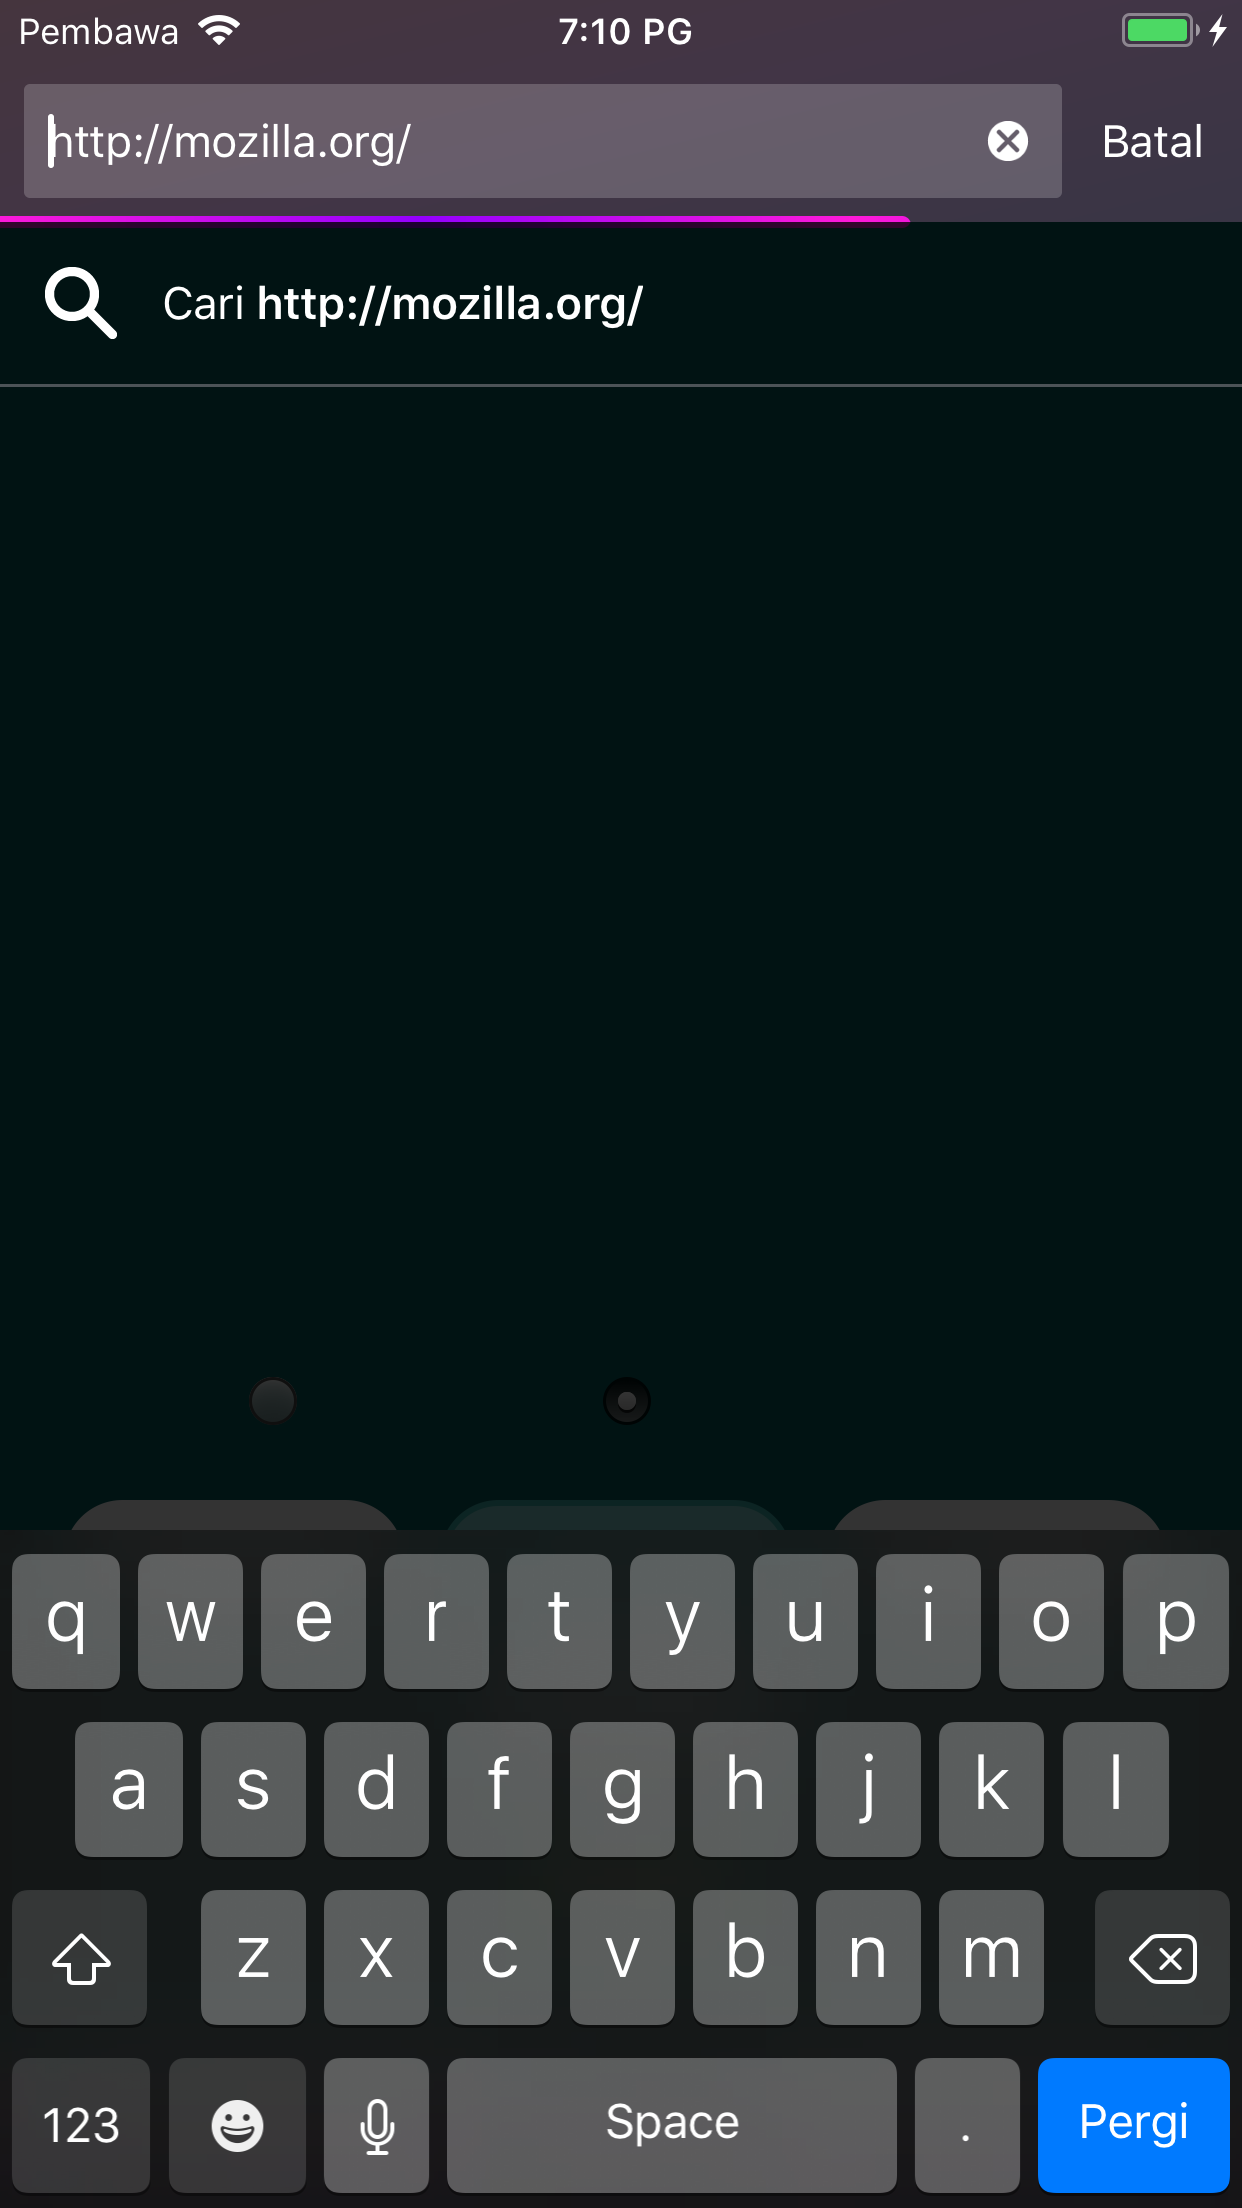 Pembawa 7:10 PG
http://mozilla.org/ Batal
Cari http://mozilla.org/
q w e r t y u i o p
a s d f g h j k l
z x c v b n m
123 Space . Pergi